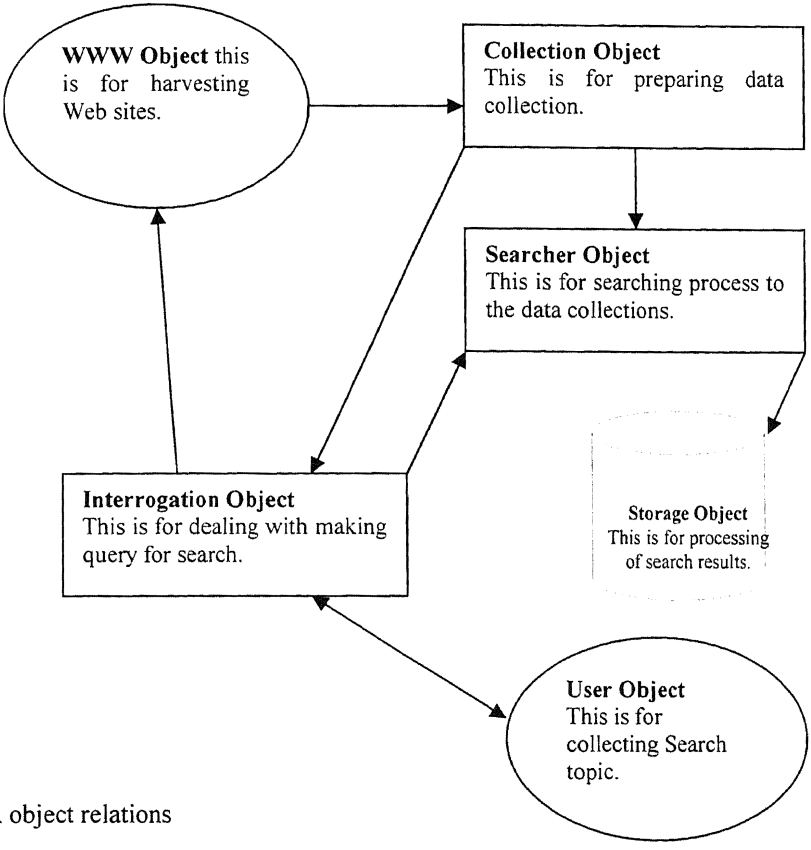 WWW Object this
is for harvesting
Web sites.
Collection Object
This is for preparing data
collection.
Searcher Object
This is for searching process to
the data collections.
Interrogation Object
This is for dealing with making
query for search.
Storage Object
This is for processing
of search results.
User Object
This is for
collecting Search
topic.
. object relations